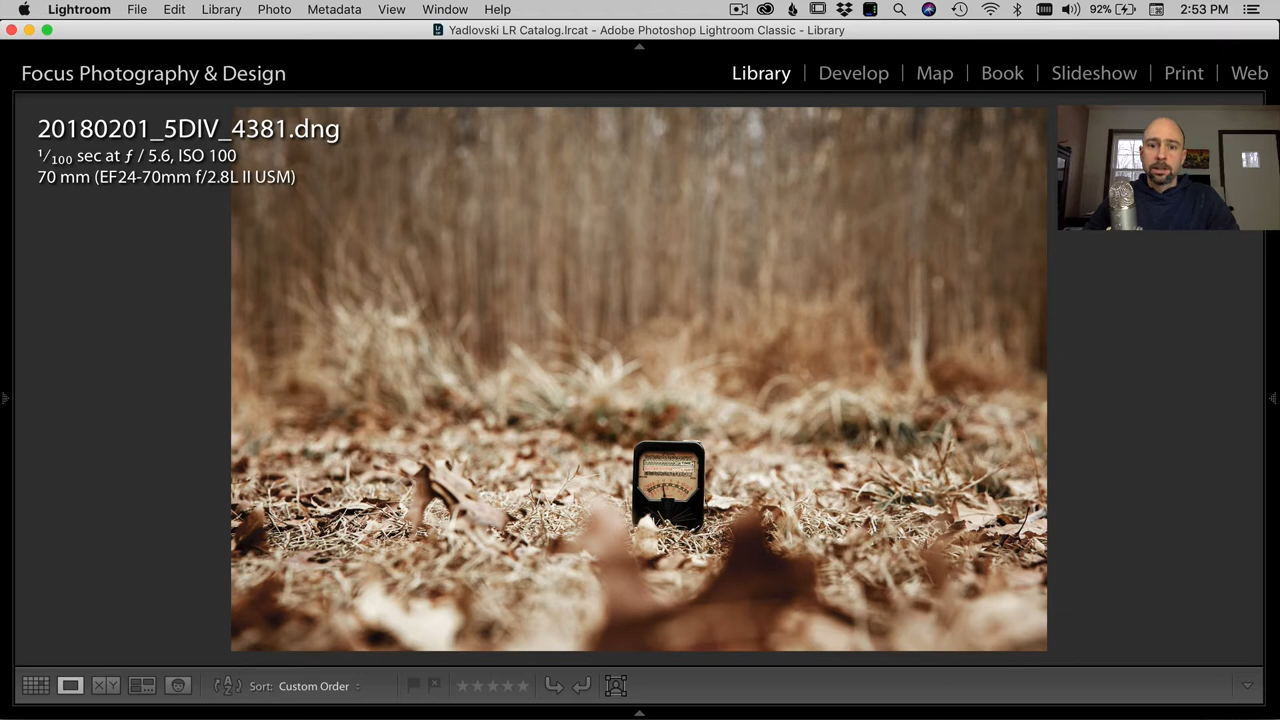 Lightroom File Edit Library Photo Metadata View Window Help 92% 2:53 PM
Yadlovski LR Catalog.lrcat - Adobe Photoshop Lightroom Classic - Library
Focus Photography & Design Library | Develop | Map | Book | Slideshow | Print | Web
20180201_5DIV_4381.dng
1/100 sec at ƒ / 5.6, ISO 100
70 mm (EF24-70mm f/2.8L II USM)
X Y A Z Sort: Custom Order